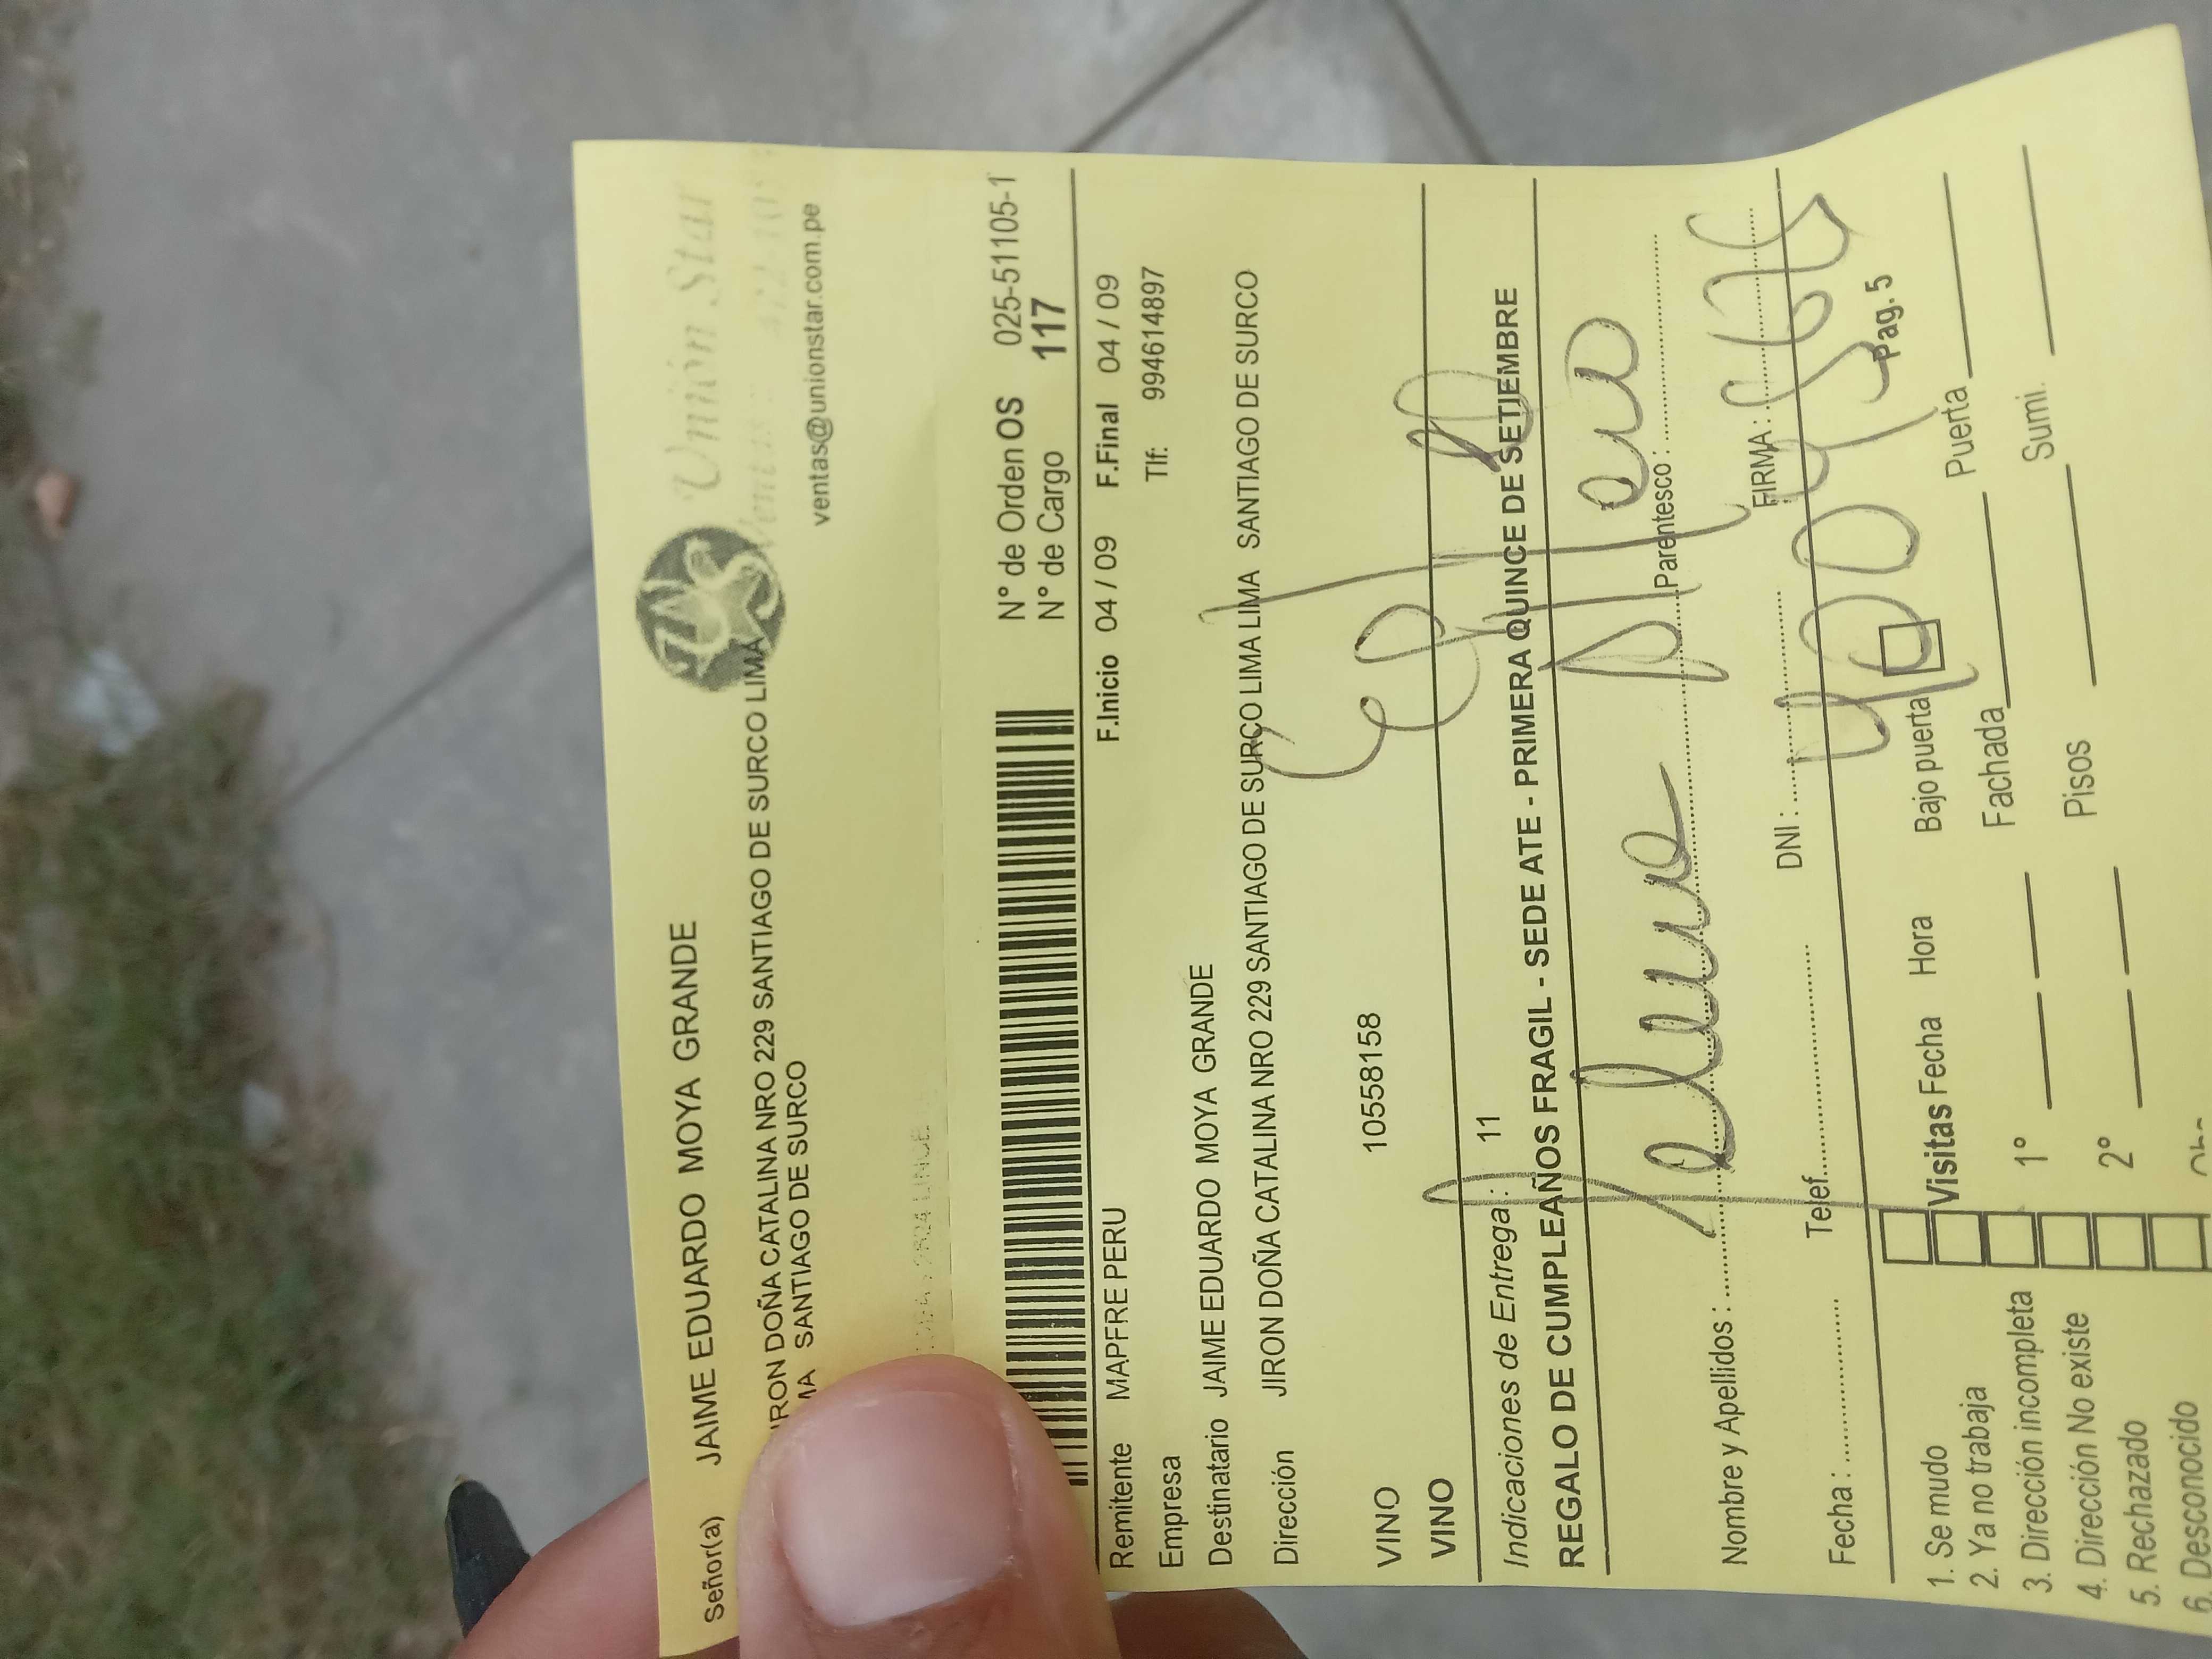 Señor(a) JAIME EDUARDO MOYA GRANDE
IRON DOÑA CATALINA NRO 229 SANTIAGO DE SURCO LIMA
MA SANTIAGO DE SURCO
Unión Star
Ventas
ventas@unionstar.com.pe
N° de Orden OS 025-51105-1
N° de Cargo 117
Remitente MAPFRE PERU F.Inicio 04 / 09 F.Final 04 / 09
Empresa Tlf: 994614897
Destinatario JAIME EDUARDO MOYA GRANDE
Dirección JIRON DOÑA CATALINA NRO 229 SANTIAGO DE SURCO LIMA LIMA SANTIAGO DE SURCO
VINO 10558158
VINO
Indicaciones de Entrega: 11
REGALO DE CUMPLEAÑOS FRAGIL - SEDE ATE - PRIMERA QUINCE DE SETIEMBRE
Nombre y Apellidos : Parentesco :
Fecha : Telef. DNI : FIRMA :
Pag. 5
1. Se mudo
2. Ya no trabaja
3. Dirección incompleta
4. Dirección No existe
5. Rechazado
6. Desconocido
Visitas Fecha Hora Bajo puerta
1° Fachada Puerta
2° Pisos Sumi.